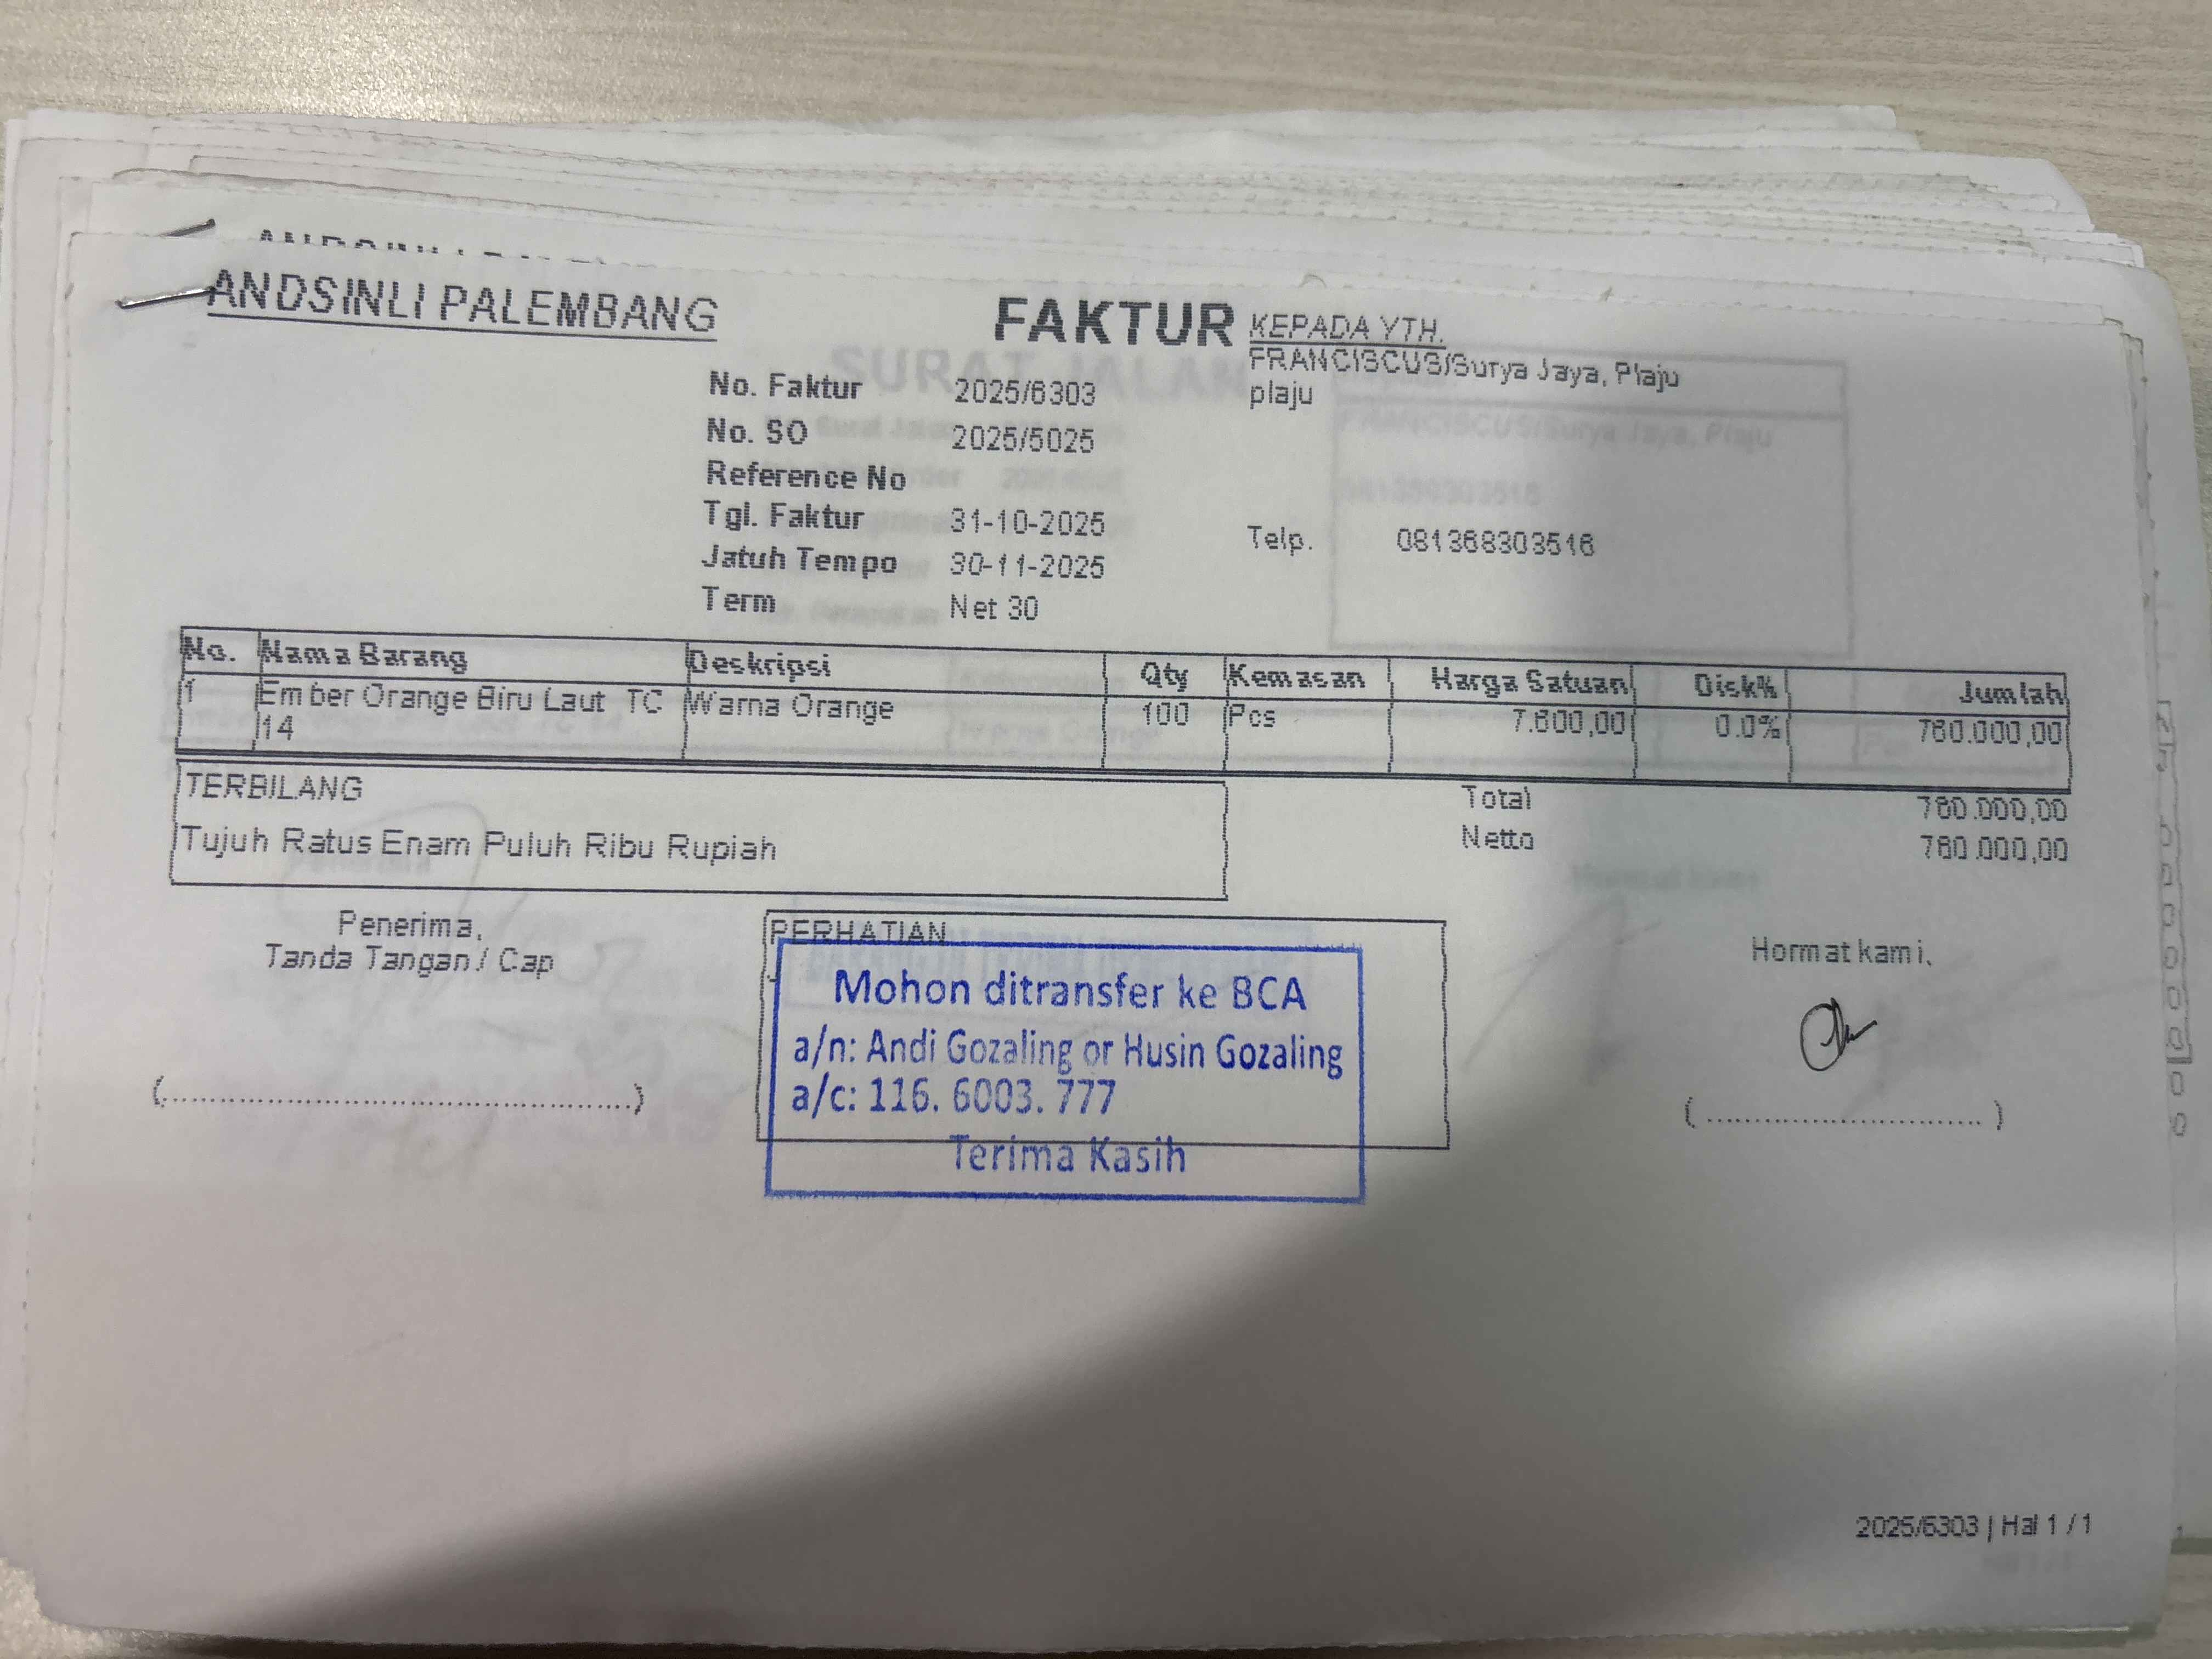 ANDSINLI PALEMBANG
FAKTUR
KEPADA YTH.
FRANCISCUS/Surya Jaya, Plaju
plaju
No. Faktur 2025/6303
No. SO 2025/5025
Reference No
Tgl. Faktur 31-10-2025
Jatuh Tempo 30-11-2025
Term Net 30
Telp. 081368303516
No. Nama Barang Deskripsi Qty Kemasan Harga Satuan Disk% Jumlah
1 Ember Orange Biru Laut TC 14 Warna Orange 100 Pcs 7.600,00 0.0% 760.000,00
TERBILANG
Tujuh Ratus Enam Puluh Ribu Rupiah
Total 760.000,00
Netto 760.000,00
Penerima,
Tanda Tangan / Cap
(....................)
PERHATIAN
Mohon ditransfer ke BCA
a/n: Andi Gozaling or Husin Gozaling
a/c: 116. 6003. 777
Terima Kasih
Hormat kami,
(....................)
2025/6303 | Hal 1 / 1